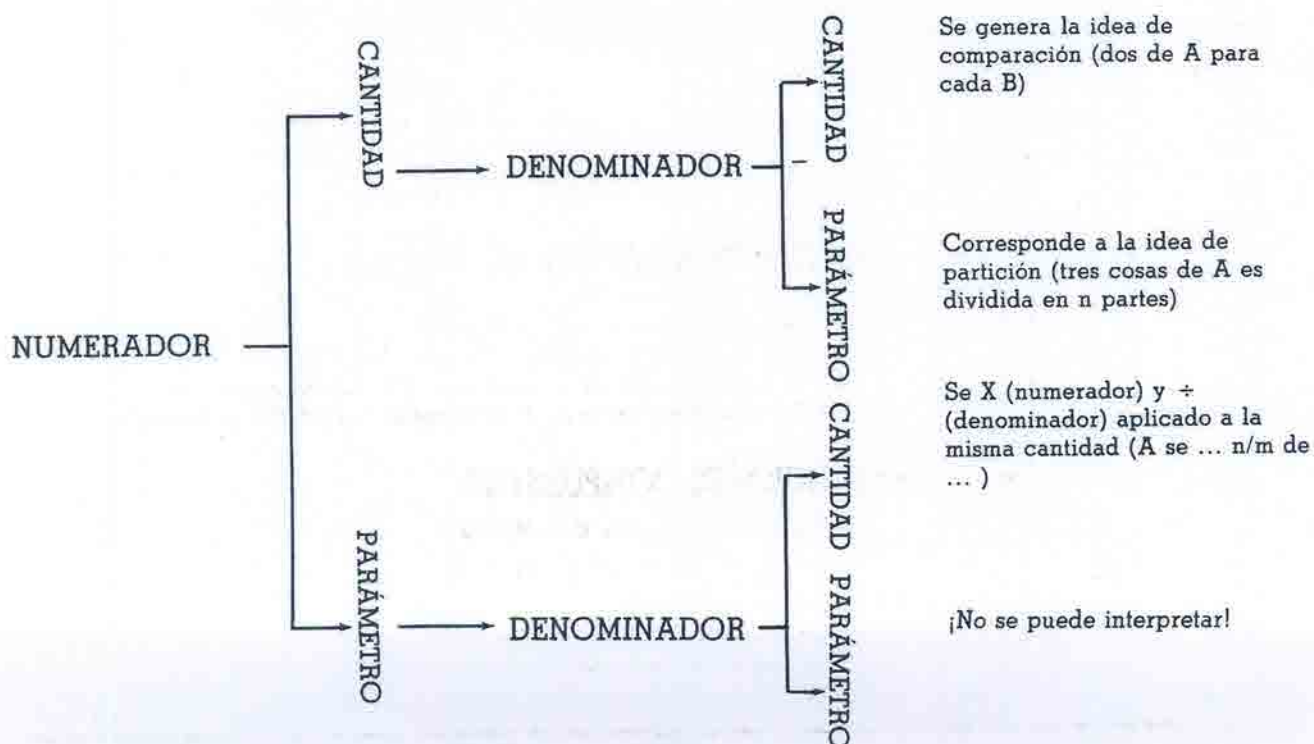 NUMERADOR
CANTIDAD
DENOMINADOR
CANTIDAD
Se genera la idea de
comparación (dos de A para
cada B)
PARÁMETRO
Corresponde a la idea de
partición (tres cosas de A es
dividida en n partes)
PARÁMETRO
DENOMINADOR
CANTIDAD
Se X (numerador) y ÷
(denominador) aplicado a la
misma cantidad (A se ... n/m de
... )
PARÁMETRO
¡No se puede interpretar!